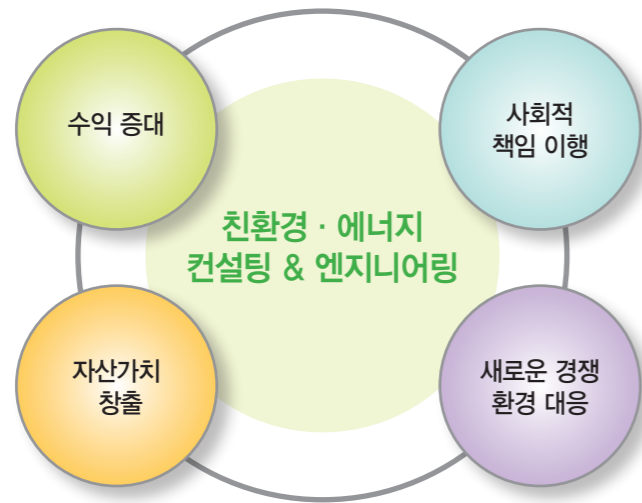 수익 증대
사회적
책임 이행
친환경 · 에너지
컨설팅 & 엔지니어링
자산가치
창출
새로운 경쟁
환경 대응